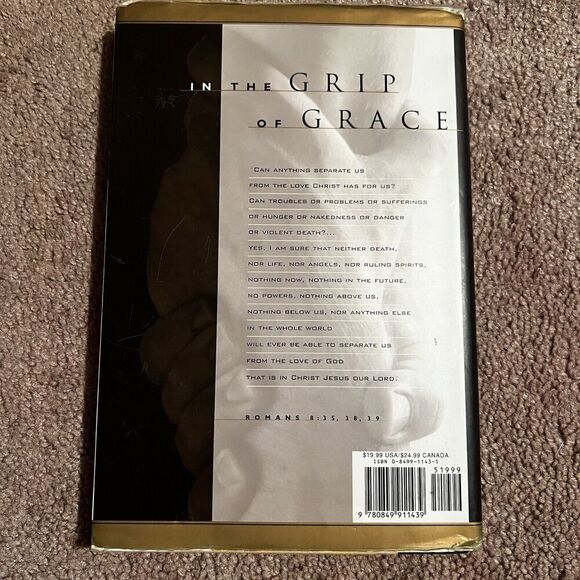 IN THE GRIP
OF GRACE
"CAN ANYTHING SEPARATE US
FROM THE LOVE CHRIST HAS FOR US?
CAN TROUBLES OR PROBLEMS OR SUFFERINGS
OR HUNGER OR NAKEDNESS OR DANGER
OR VIOLENT DEATH?...
YES, I AM SURE THAT NEITHER DEATH,
NOR LIFE, NOR ANGELS, NOR RULING SPIRITS,
NOTHING NOW, NOTHING IN THE FUTURE,
NO POWERS, NOTHING ABOVE US,
NOTHING BELOW US, NOR ANYTHING ELSE
IN THE WHOLE WORLD
WILL EVER BE ABLE TO SEPARATE US
FROM THE LOVE OF GOD
THAT IS IN CHRIST JESUS OUR LORD.
ROMANS 8:35, 38, 39
$19.99 USA/$24.99 CANADA
ISBN 0-8499-1143-5
51999
9 780849 911439